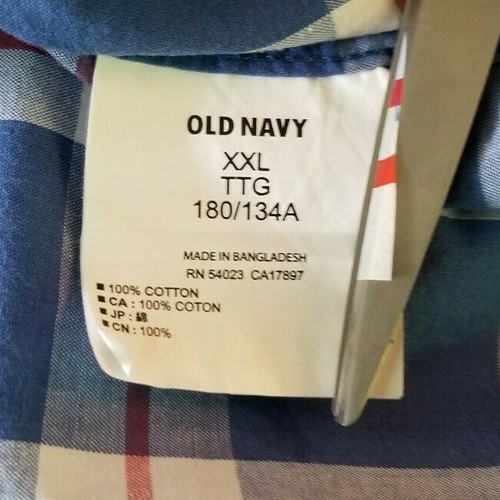 OLD NAVY
XXL
TTG
180/134A
MADE IN BANGLADESH
RN 54023 CA17897
100% COTTON
CA : 100% COTON
JP : 綿
CN : 100%